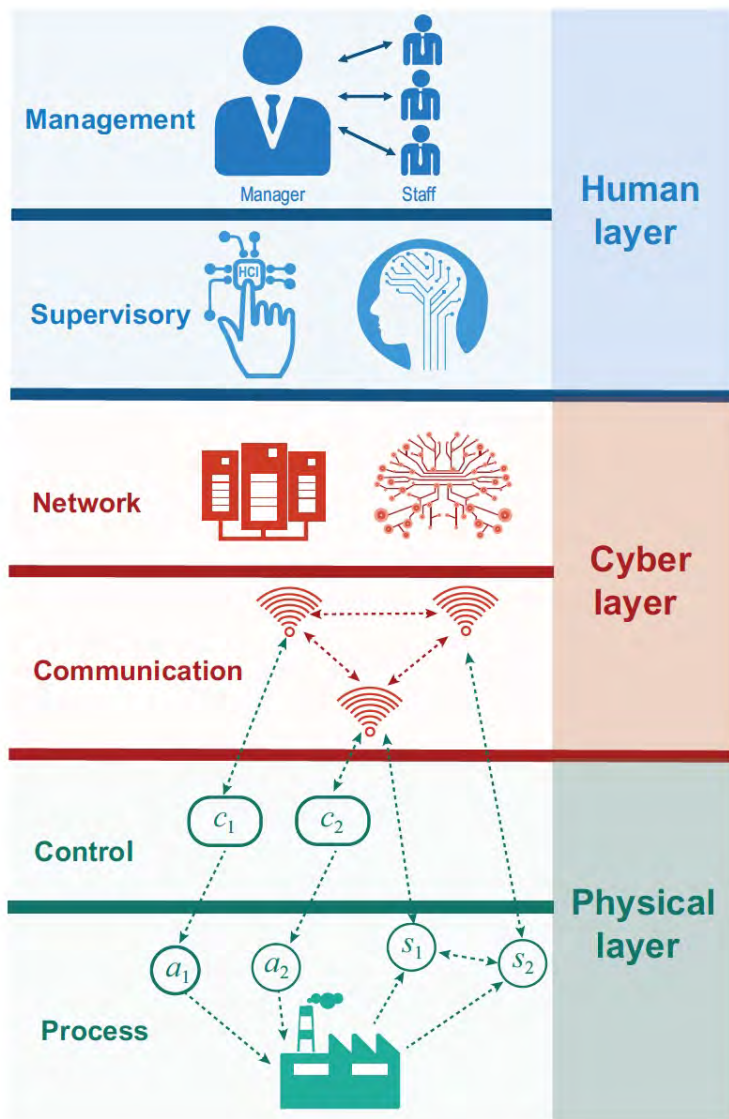 Management
Manager
Staff
Human
layer
HCI
Supervisory
Network
Cyber
layer
Communication
c1
c2
Control
Physical
layer
a1
a2
s1
s2
Process